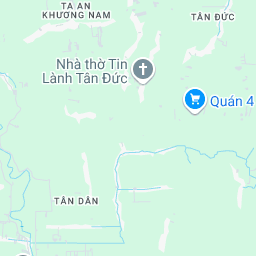 TA AN
KHƯƠNG NAM
TÂN ĐỨC
Nhà thờ Tin
Lành Tân Đức
Quán 4
TÂN DÂN